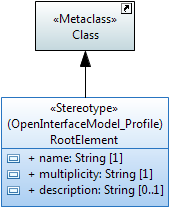 «Metaclass»
Class
«Stereotype»
(OpenInterfaceModel_Profile)
RootElement
+ name: String [1]
+ multiplicity: String [1]
+ description: String [0..1]